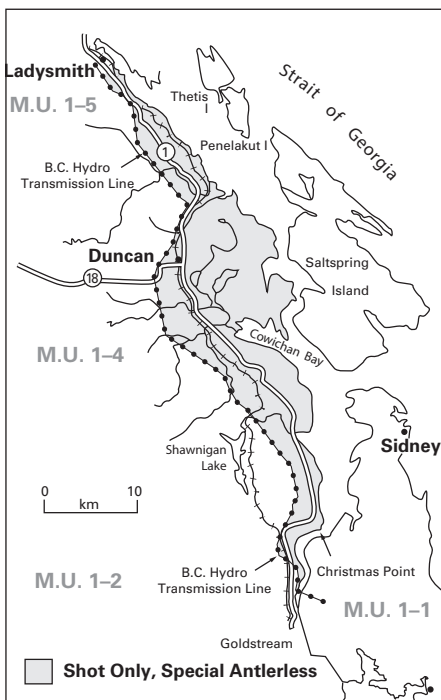 Ladysmith
M.U. 1–5
Thetis
I
Strait of Georgia
1
Penelakut I
B.C. Hydro
Transmission Line
Duncan
18
Saltspring
Island
Cowichan Bay
M.U. 1–4
Sidney
Shawnigan
Lake
0 10
km
M.U. 1–2
B.C. Hydro
Transmission Line
Christmas Point
M.U. 1–1
Goldstream
Shot Only, Special Antlerless